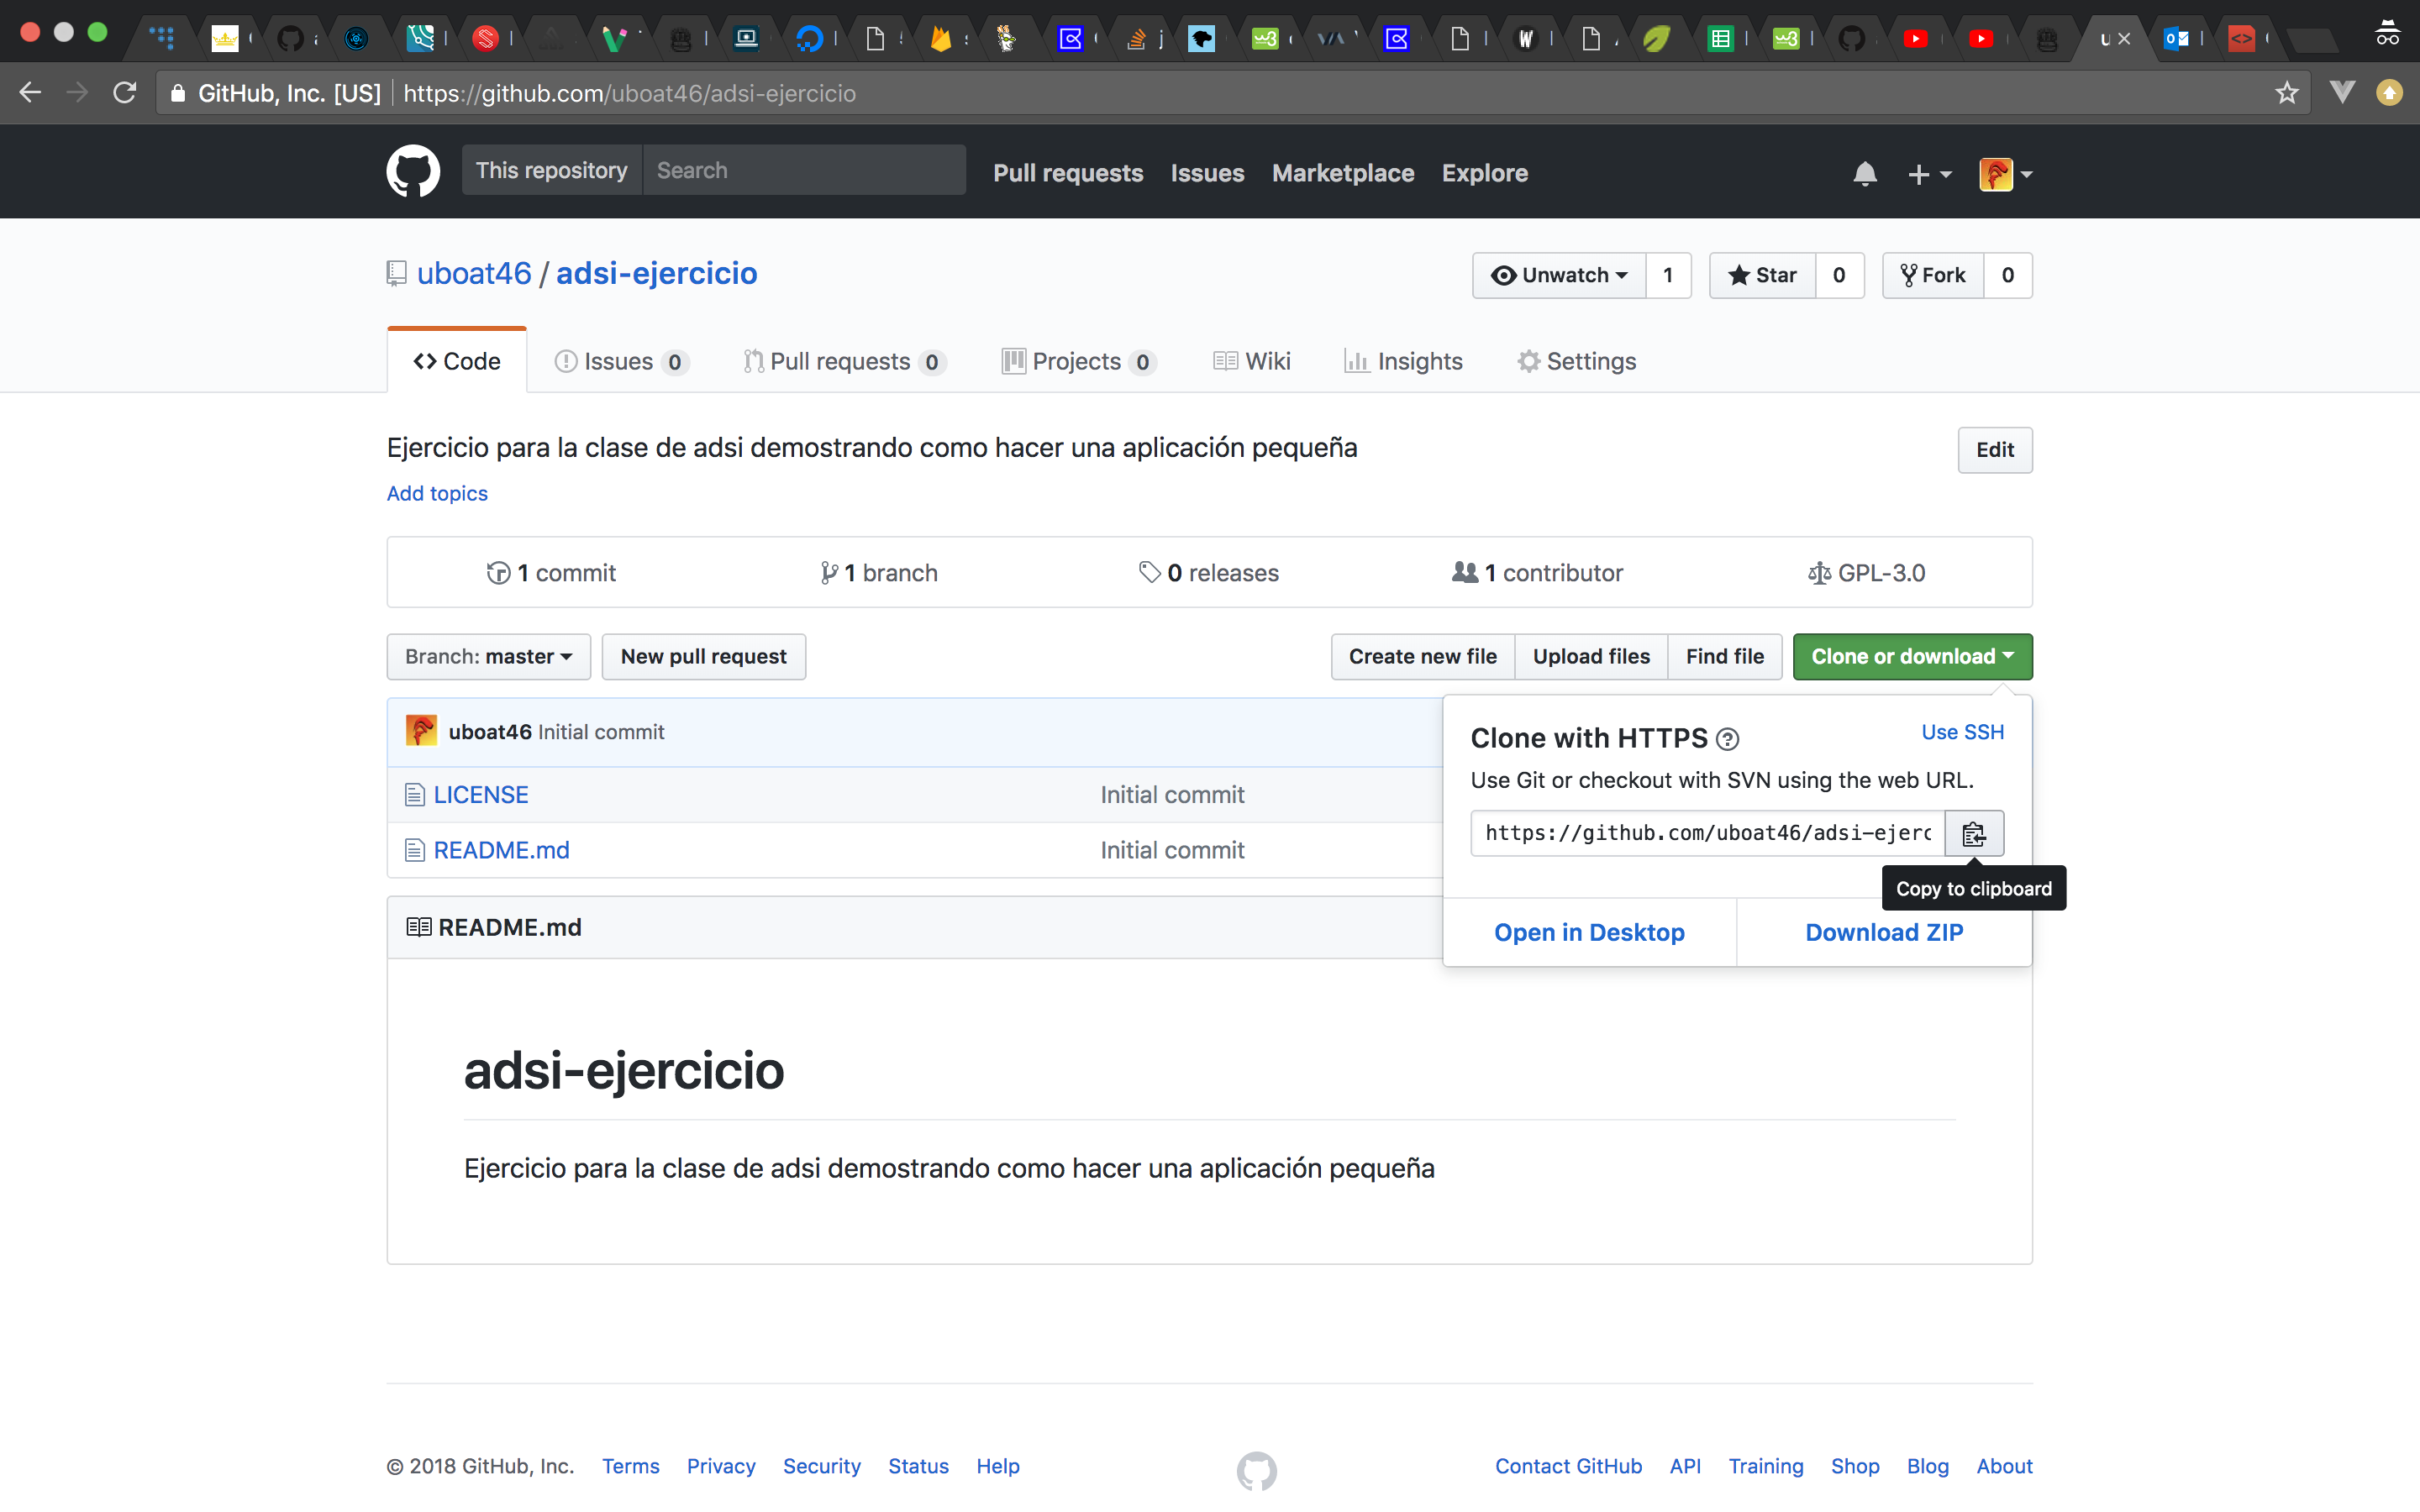 GitHub, Inc. [US] https://github.com/uboat46/adsi-ejercicio
This repository Search Pull requests Issues Marketplace Explore
uboat46 / adsi-ejercicio Unwatch 1 Star 0 Fork 0
Code Issues 0 Pull requests 0 Projects 0 Wiki Insights Settings
Ejercicio para la clase de adsi demostrando como hacer una aplicación pequeña Edit
Add topics
1 commit 1 branch 0 releases 1 contributor GPL-3.0
Branch: master New pull request Create new file Upload files Find file Clone or download
uboat46 Initial commit
LICENSE Initial commit
README.md Initial commit
Clone with HTTPS Use SSH
Use Git or checkout with SVN using the web URL.
https://github.com/uboat46/adsi-ejerc
Copy to clipboard
Open in Desktop Download ZIP
README.md
adsi-ejercicio
Ejercicio para la clase de adsi demostrando como hacer una aplicación pequeña
© 2018 GitHub, Inc. Terms Privacy Security Status Help Contact GitHub API Training Shop Blog About